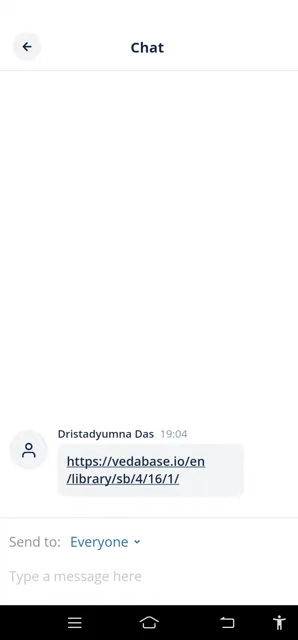 Chat
Dristadyumna Das 19:04
https://vedabase.io/en
/library/sb/4/16/1/
Send to: Everyone
Type a message here